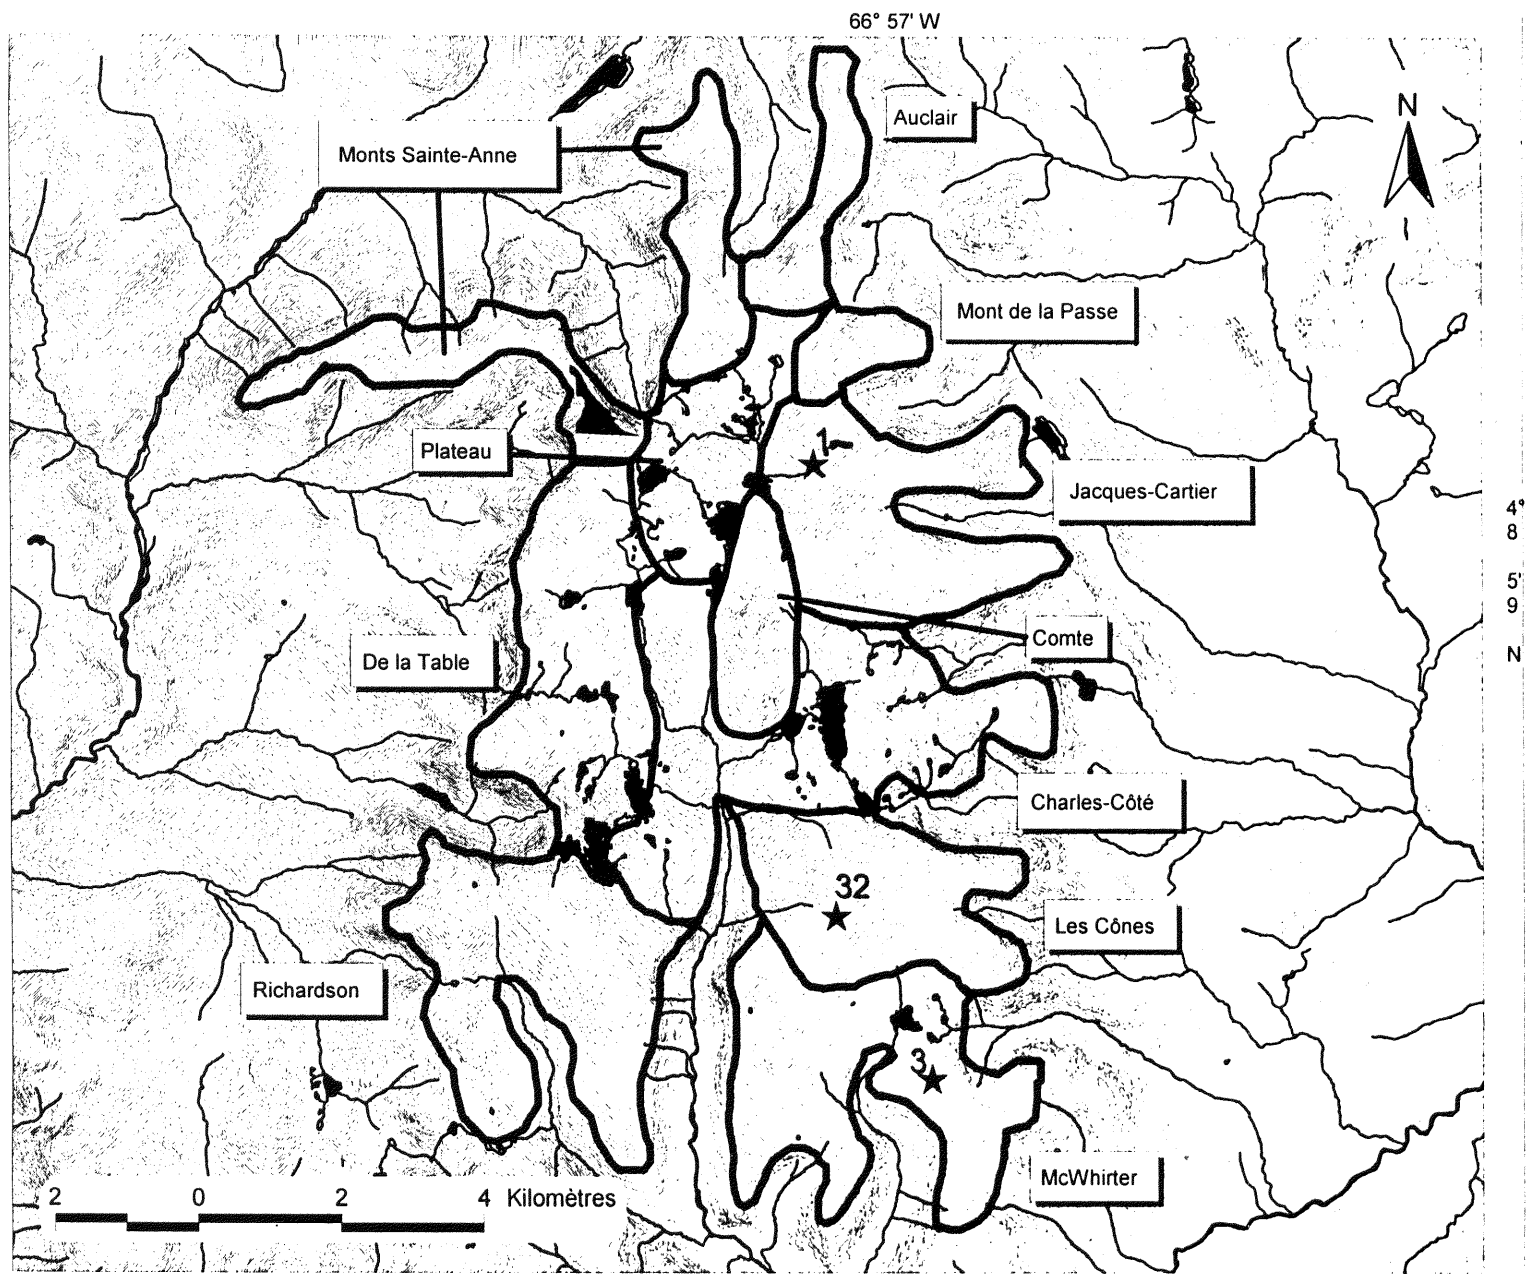 66° 57' W
Auclair
N
Monts Sainte-Anne
Mont de la Passe
Plateau
1
Jacques-Cartier
4°
8
5'
9
N
Comte
De la Table
Charles-Côté
32
Les Cônes
Richardson
3
McWhirter
2 0 2 4 Kilomètres